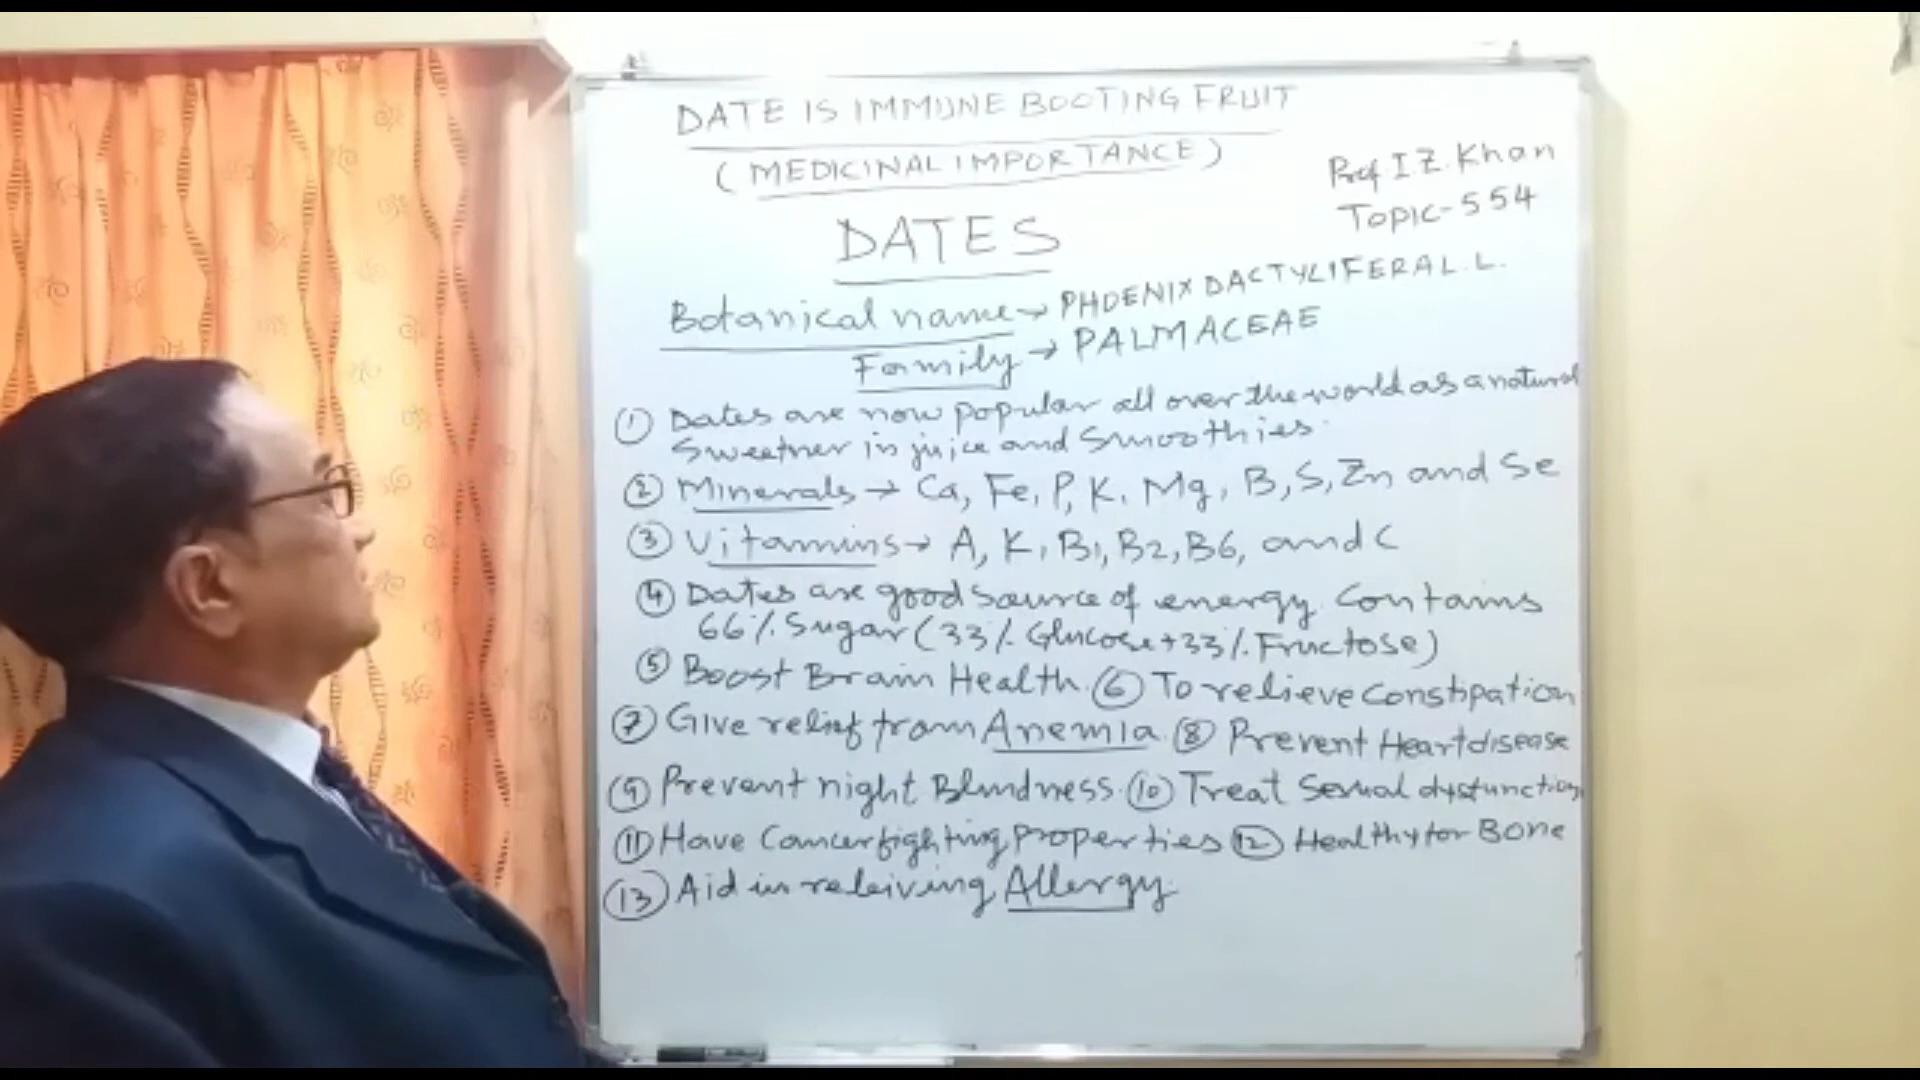 DATE IS IMMUNE BOOTING FRUIT
(MEDICINAL IMPORTANCE)
Prof I.Z. Khan
Topic-554
DATES
Botanical name → PHOENIX DACTYLIFERAL. L.
Family → PALMACEAE
① Dates are now popular all over the world as a natural
Sweetner in juice and Smoothies.
② Minerals → Ca, Fe, P, K, Mg, B, S, Zn and Se
③ Vitamins → A, K, B1, B2, B6, and C
④ Dates are good source of energy. Contains
66% Sugar (33% Glucose + 33% Fructose)
⑤ Boost Brain Health. ⑥ To relieve Constipation
⑦ Give relief from Anemia. ⑧ Prevent Heart disease
⑨ Prevent night Blindness. ⑩ Treat Sexual dysfunction
⑪ Have Cancer fighting properties ⑫ Healthy for Bone
⑬ Aid in releiving Allergy.